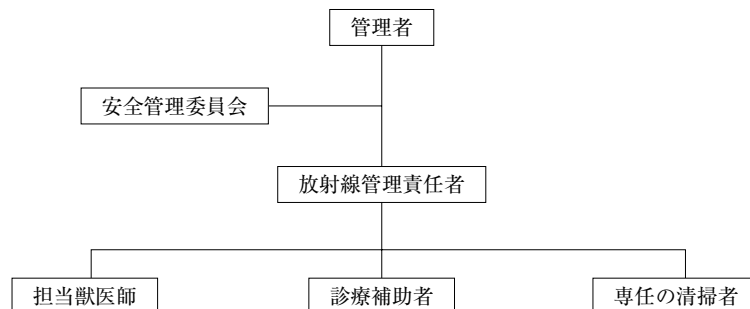 管理者
安全管理委員会
放射線管理責任者
担当獣医師
診療補助者
専任の清掃者